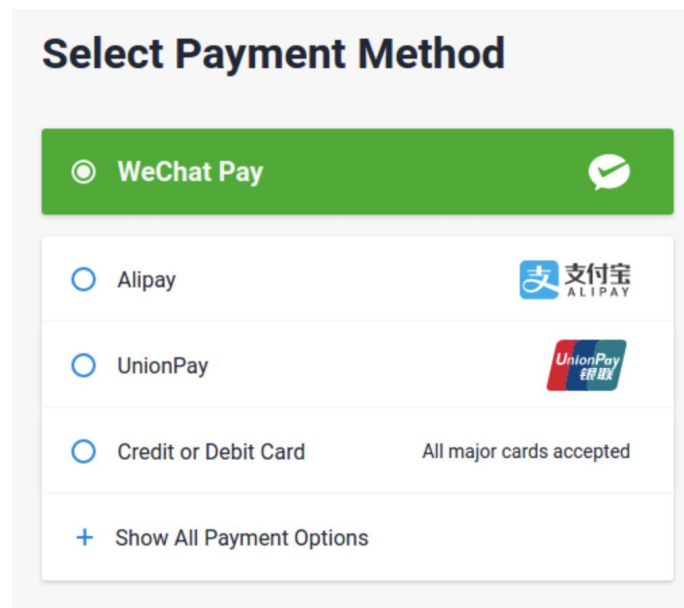 Select Payment Method
WeChat Pay
Alipay
支 支付宝
ALIPAY
UnionPay
UnionPay
银联
Credit or Debit Card
All major cards accepted
+ Show All Payment Options